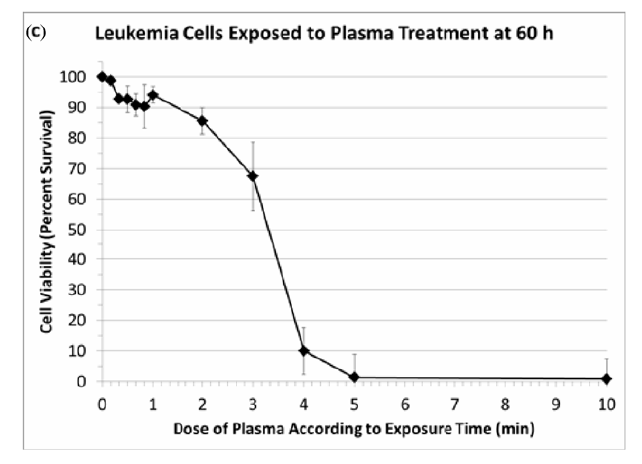 (c) Leukemia Cells Exposed to Plasma Treatment at 60 h
100
90
80
70
60
50
40
30
20
10
0
Cell Viability (Percent Survival)
0 1 2 3 4 5 6 7 8 9 10
Dose of Plasma According to Exposure Time (min)